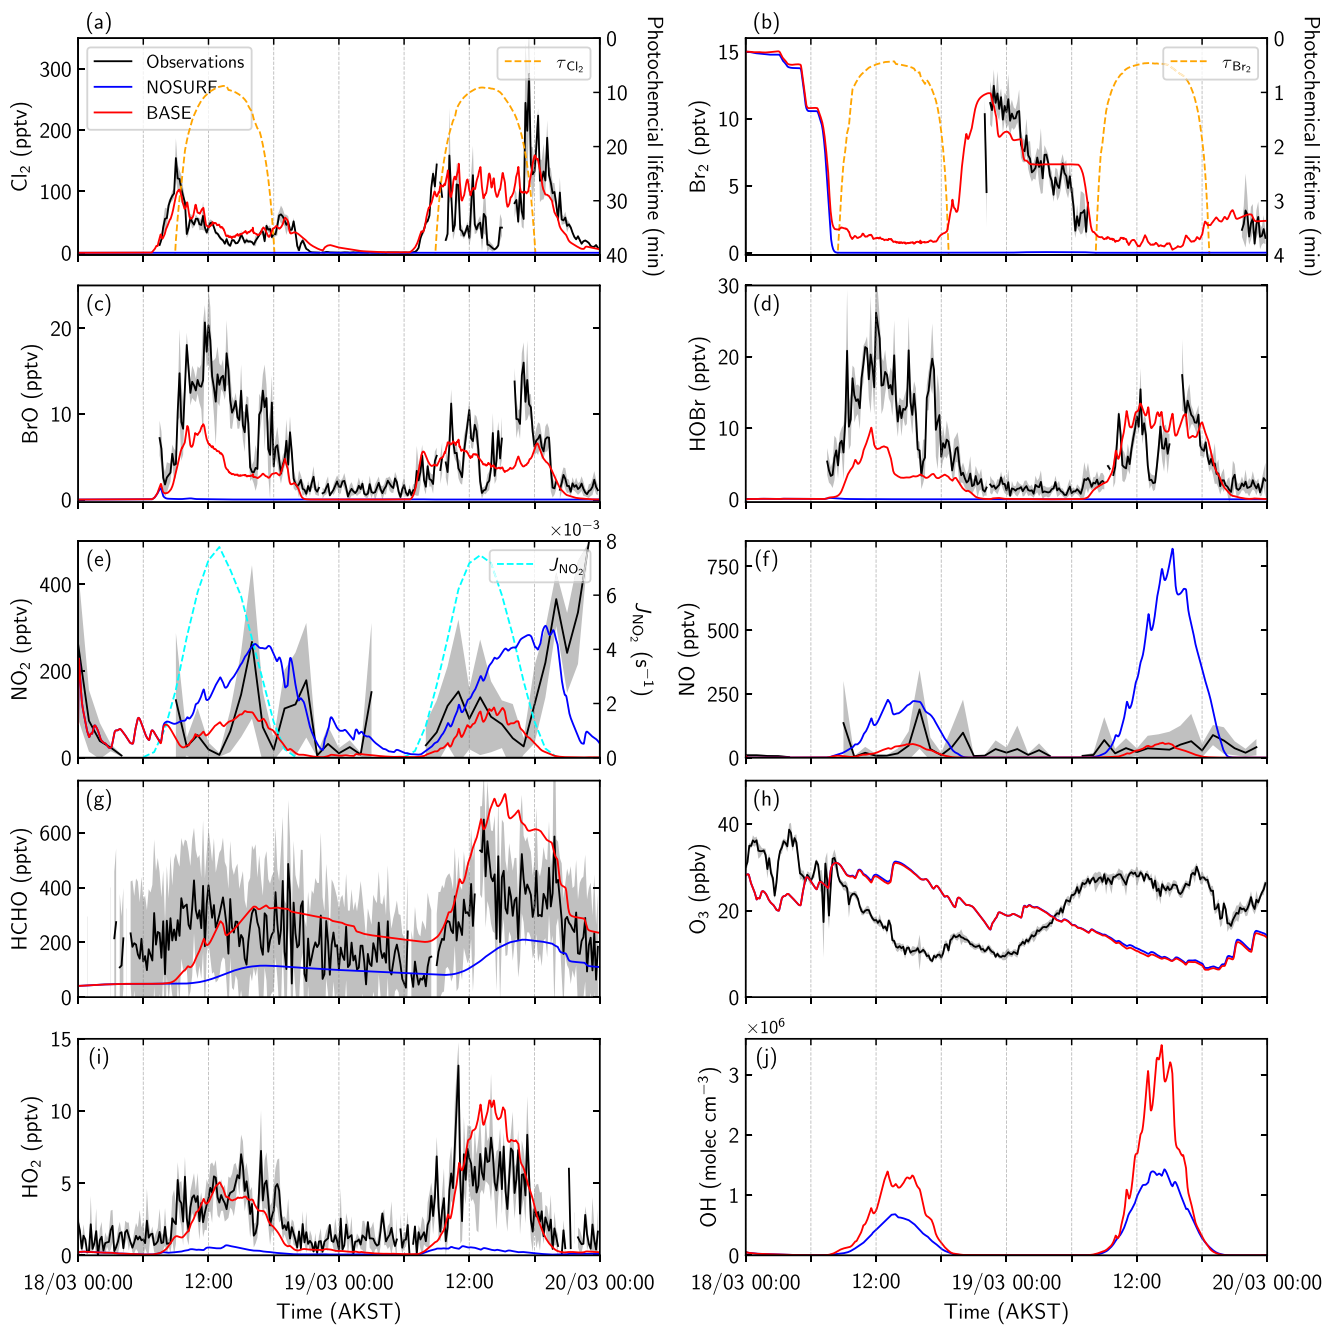 (a)
Cl2 (pptv)
300
200
100
0
Observations
NOSURF
BASE
τCl2
0
10
20
30
40
Photochemcial lifetime (min)
(b)
Br2 (pptv)
15
10
5
0
τBr2
0
1
2
3
4
Photochemical lifetime (min)
(c)
BrO (pptv)
20
10
0
(d)
HOBr (pptv)
30
20
10
0
(e)
NO2 (pptv)
400
200
0
JNO2
×10−3
8
6
4
2
0
JNO2 (s−1)
(f)
NO (pptv)
750
500
250
0
(g)
HCHO (pptv)
600
400
200
0
(h)
O3 (ppbv)
40
20
0
(i)
HO2 (pptv)
15
10
5
0
18/03 00:00
12:00
19/03 00:00
12:00
20/03 00:00
Time (AKST)
(j)
×10⁶
OH (molec cm−3)
3
2
1
0
18/03 00:00
12:00
19/03 00:00
12:00
20/03 00:00
Time (AKST)